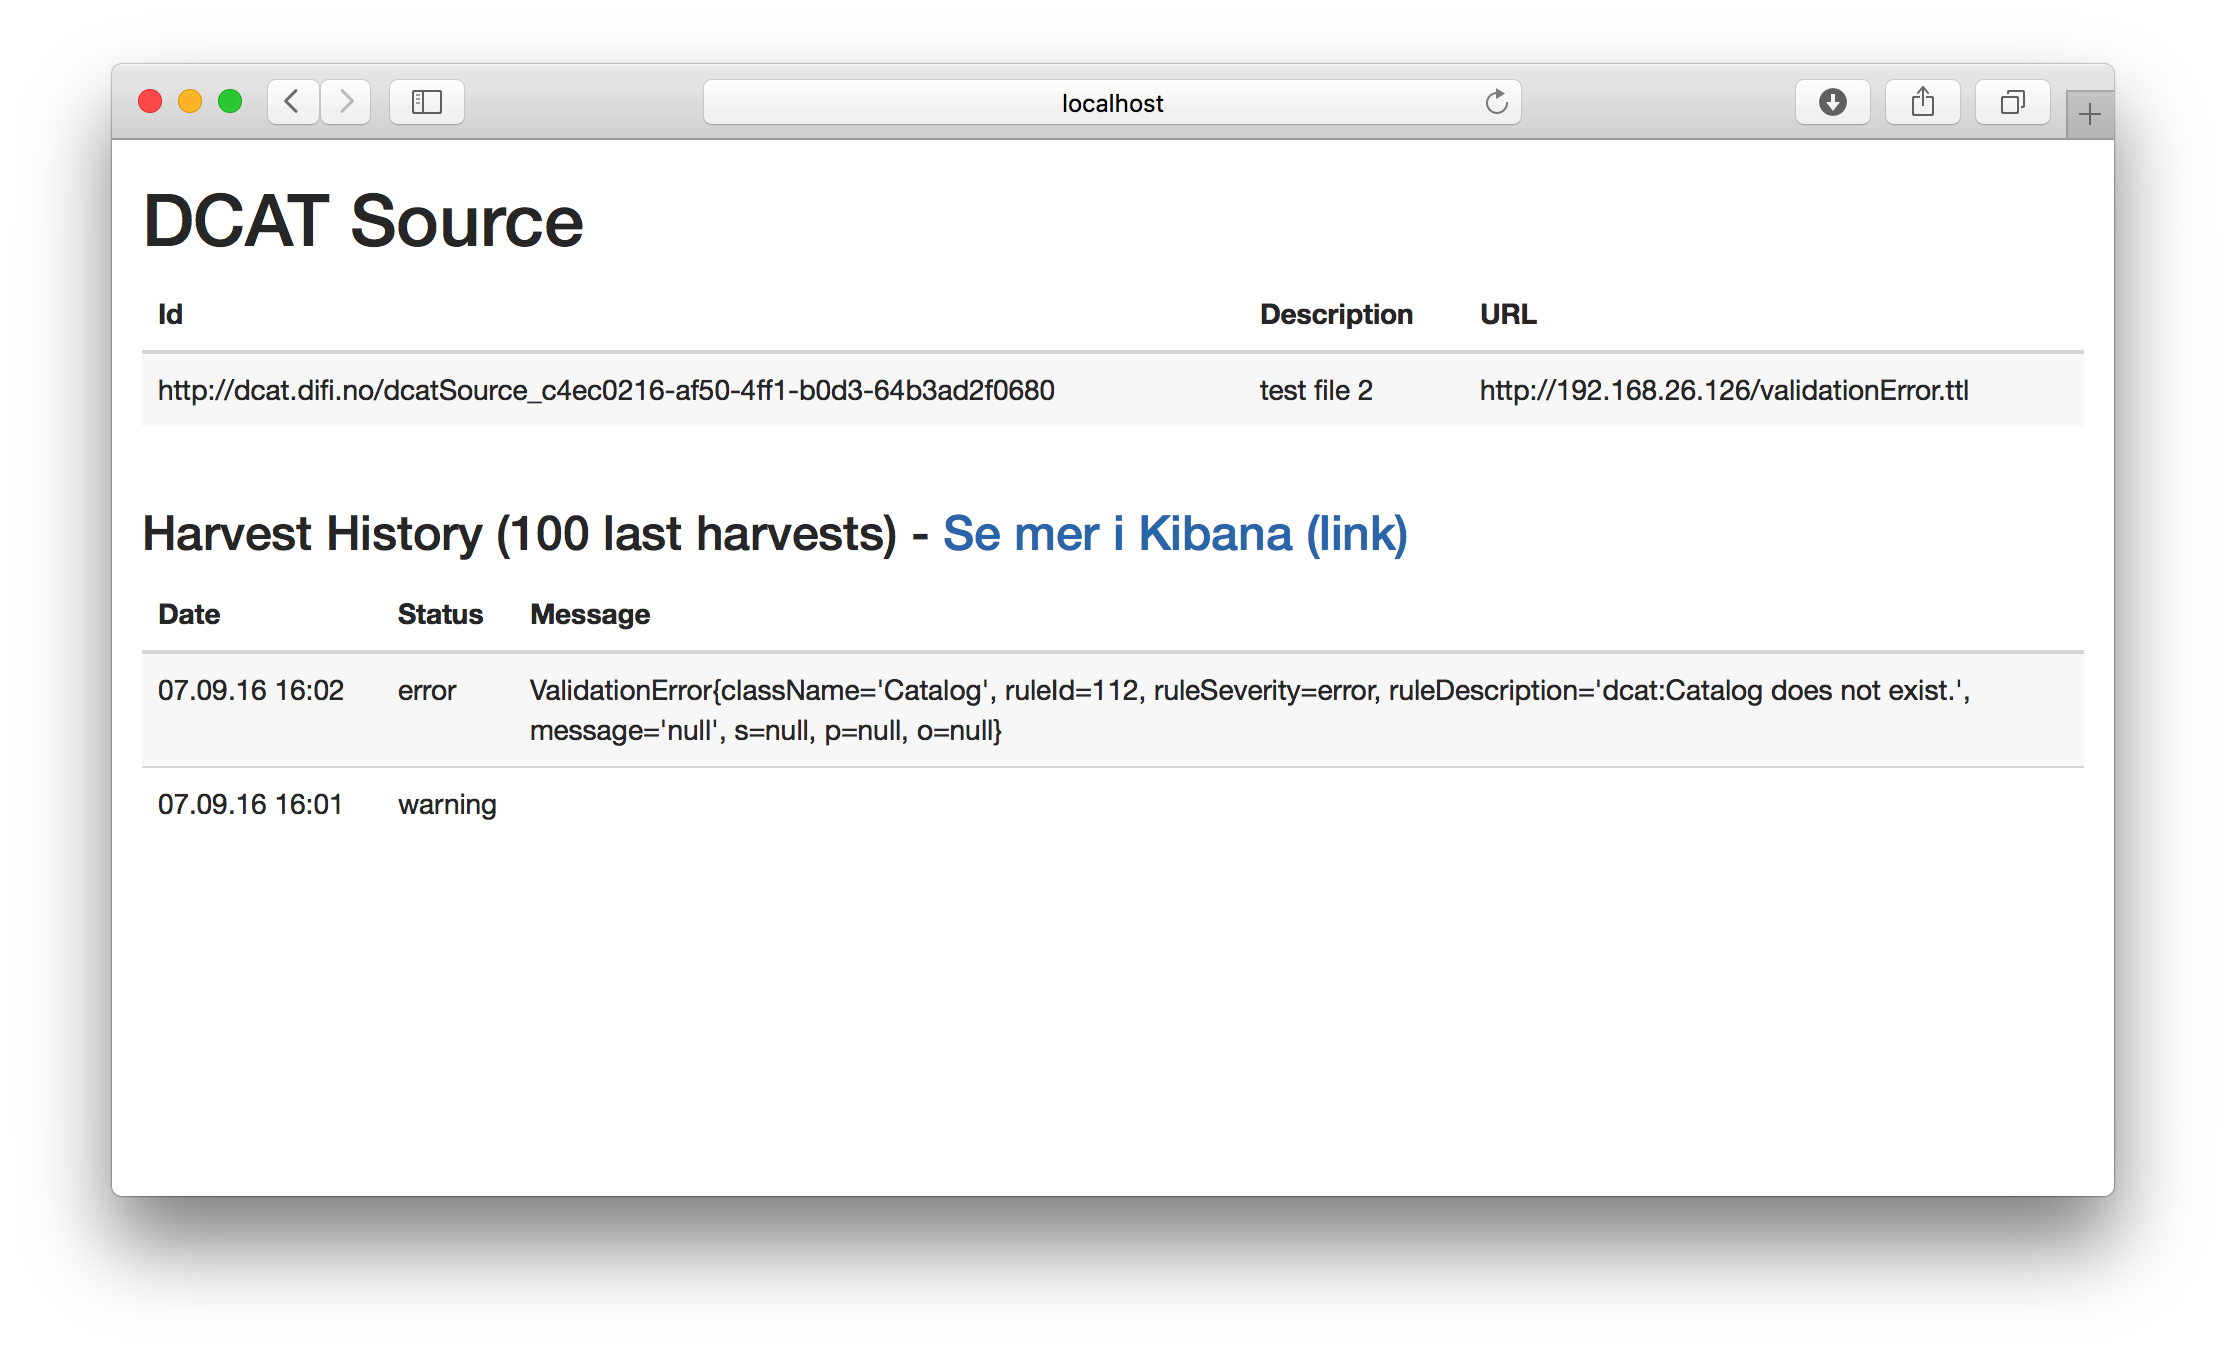 localhost
DCAT Source
Id Description URL
http://dcat.difi.no/dcatSource_c4ec0216-af50-4ff1-b0d3-64b3ad2f0680 test file 2 http://192.168.26.126/validationError.ttl
Harvest History (100 last harvests) - Se mer i Kibana (link)
Date Status Message
07.09.16 16:02 error ValidationError{className='Catalog', ruleId=112, ruleSeverity=error, ruleDescription='dcat:Catalog does not exist.',
message='null', s=null, p=null, o=null}
07.09.16 16:01 warning